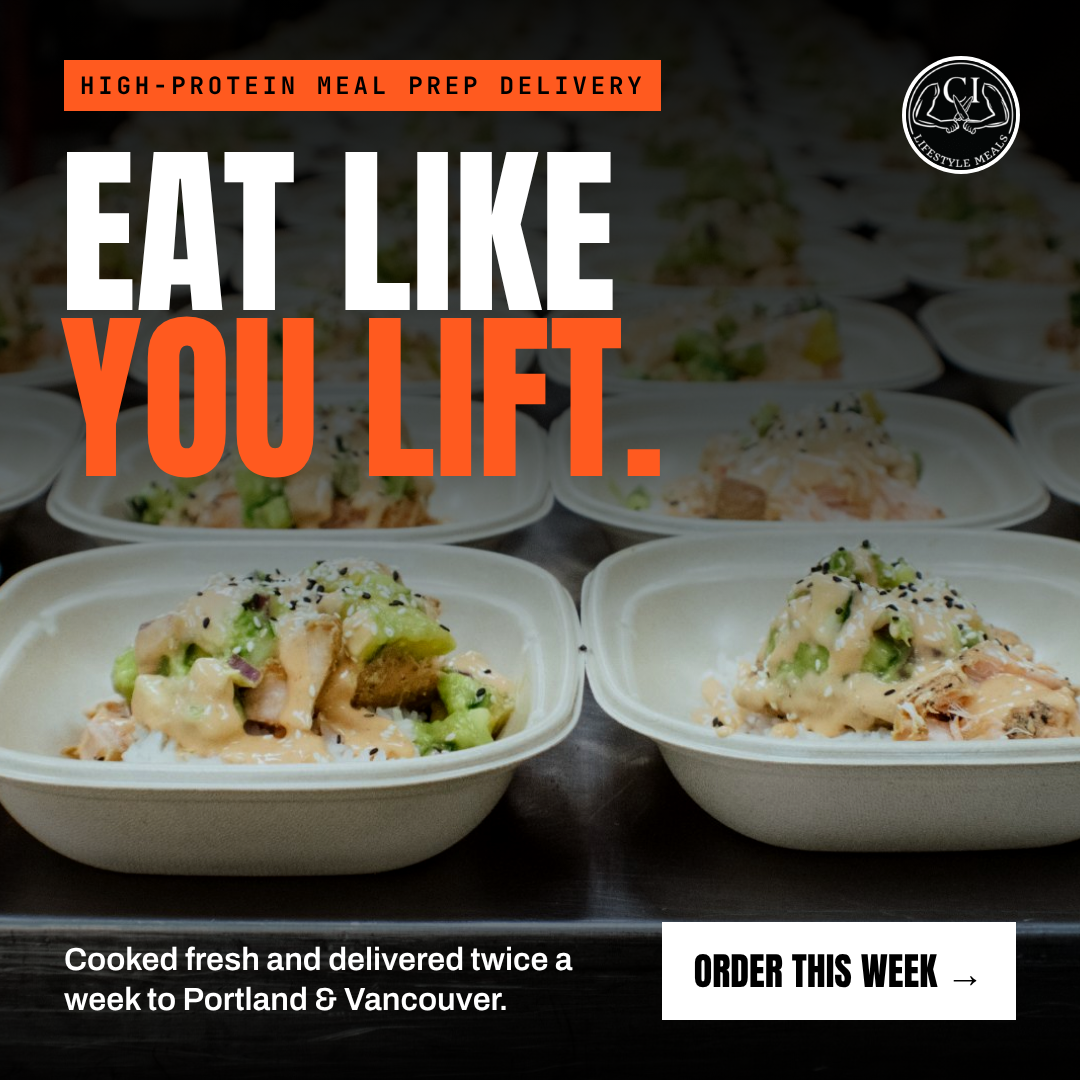 HIGH-PROTEIN MEAL PREP DELIVERY
CI
LIFESTYLE MEALS
EAT LIKE
YOU LIFT.
Cooked fresh and delivered twice a
week to Portland & Vancouver.
ORDER THIS WEEK →